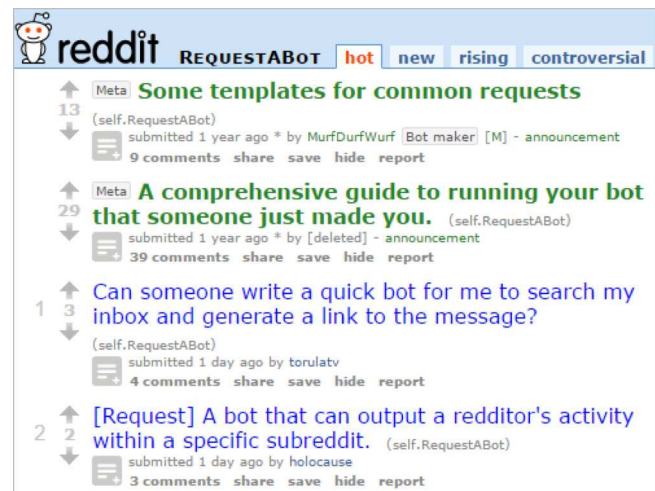 reddit REQUESTABOT hot new rising controversial
13
Meta Some templates for common requests
(self.RequestABot)
submitted 1 year ago * by MurfDurfWurf Bot maker [M] - announcement
9 comments share save hide report
29
Meta A comprehensive guide to running your bot
that someone just made you. (self.RequestABot)
submitted 1 year ago * by [deleted] - announcement
39 comments share save hide report
1
3
Can someone write a quick bot for me to search my
inbox and generate a link to the message?
(self.RequestABot)
submitted 1 day ago by torulatv
4 comments share save hide report
2
2
[Request] A bot that can output a redditor's activity
within a specific subreddit. (self.RequestABot)
submitted 1 day ago by holocause
3 comments share save hide report